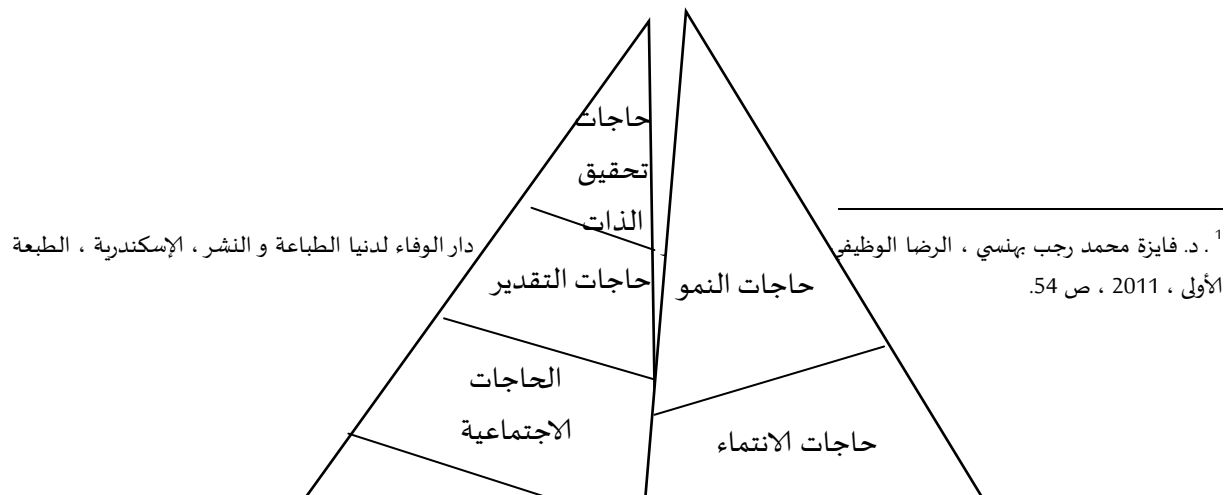 حاجات
تحقيق
الذات
حاجات التقدير
الحاجات
الاجتماعية
حاجات النمو
حاجات الانتماء
1 . د. فايزة محمد رجب بهنسي ، الرضا الوظيفي دار الوفاء لدنيا الطباعة و النشر ، الإسكندرية ، الطبعة
الأولى ، 2011 ، ص 54.